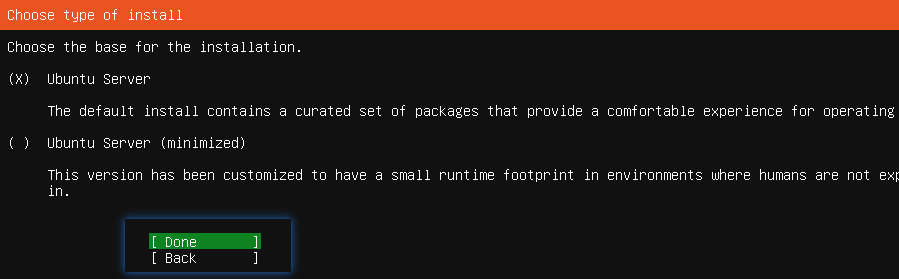 Choose type of install
Choose the base for the installation.
(X) Ubuntu Server
The default install contains a curated set of packages that provide a comfortable experience for operating
( ) Ubuntu Server (minimized)
This version has been customized to have a small runtime footprint in environments where humans are not exp
in.
[ Done ]
[ Back ]